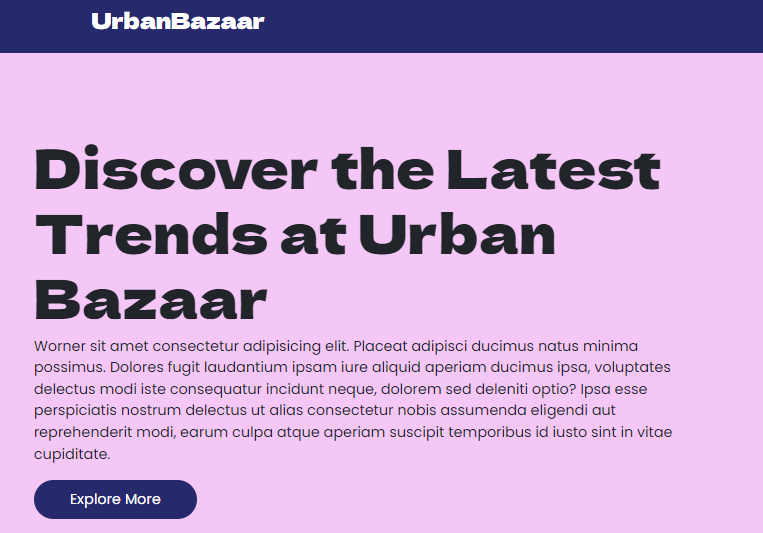 UrbanBazaar
Discover the Latest
Trends at Urban
Bazaar
Worner sit amet consectetur adipisicing elit. Placeat adipisci ducimus natus minima
possimus. Dolores fugit laudantium ipsam iure aliquid aperiam ducimus ipsa, voluptates
delectus modi iste consequatur incidunt neque, dolorem sed deleniti optio? Ipsa esse
perspiciatis nostrum delectus ut alias consectetur nobis assumenda eligendi aut
reprehenderit modi, earum culpa atque aperiam suscipit temporibus id iusto sint in vitae
cupiditate.
Explore More